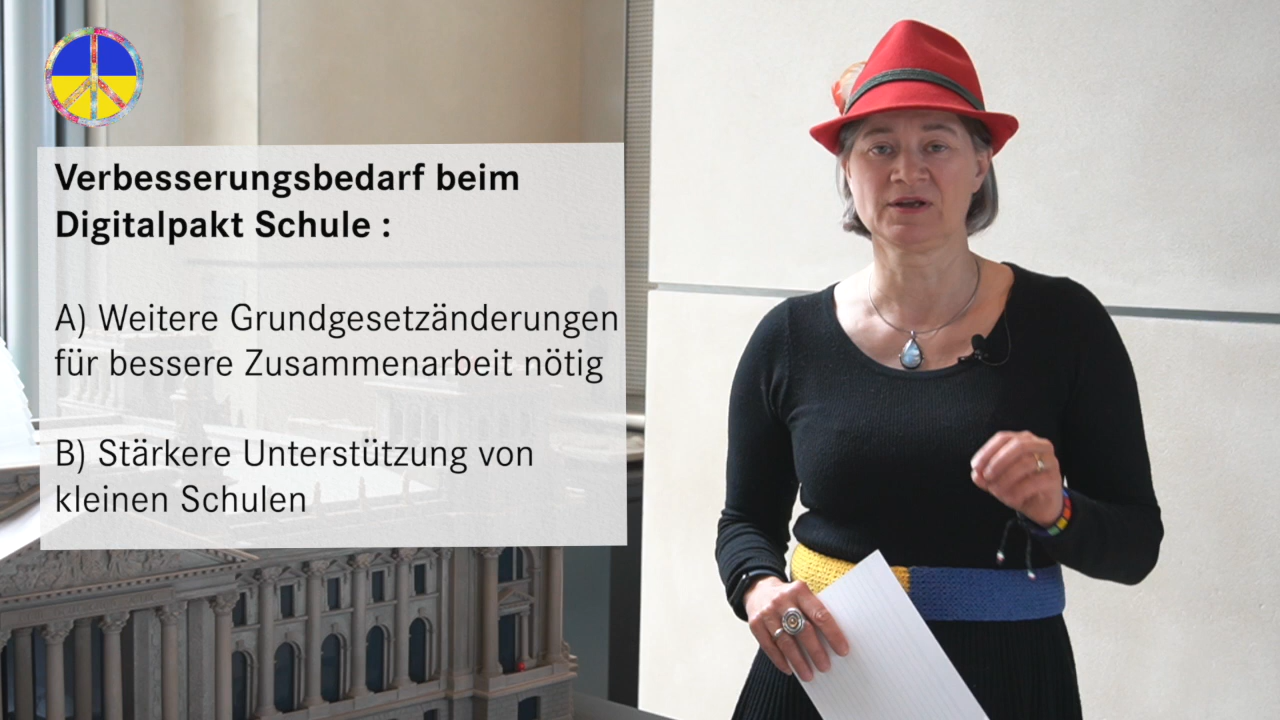 Verbesserungsbedarf beim
Digitalpakt Schule :
A) Weitere Grundgesetzänderungen
für bessere Zusammenarbeit nötig
B) Stärkere Unterstützung von
kleinen Schulen